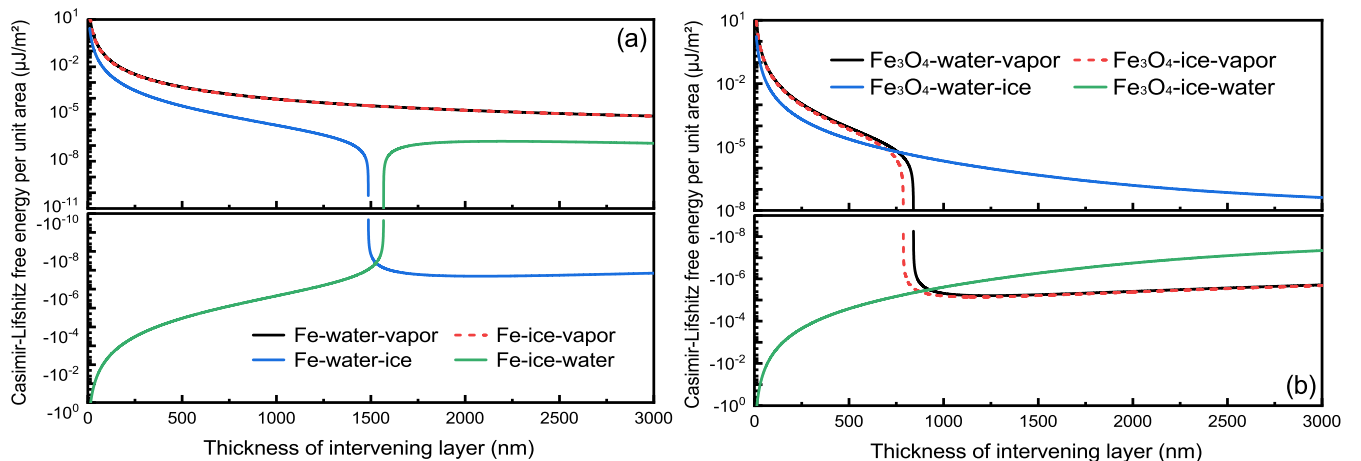 Casimir-Lifshitz free energy per unit area (μJ/m²)
(a)
10¹
10⁻²
10⁻⁵
10⁻⁸
10⁻¹¹
-10⁻¹⁰
-10⁻⁸
-10⁻⁶
-10⁻⁴
-10⁻²
-10⁰
Fe-water-vapor
Fe-ice-vapor
Fe-water-ice
Fe-ice-water
0
500
1000
1500
2000
2500
3000
Thickness of intervening layer (nm)
Casimir-Lifshitz free energy per unit area (μJ/m²)
10¹
10⁻²
10⁻⁵
10⁻⁸
Fe₃O₄-water-vapor
Fe₃O₄-ice-vapor
Fe₃O₄-water-ice
Fe₃O₄-ice-water
-10⁻⁸
-10⁻⁶
-10⁻⁴
-10⁻²
-10⁰
(b)
0
500
1000
1500
2000
2500
3000
Thickness of intervening layer (nm)